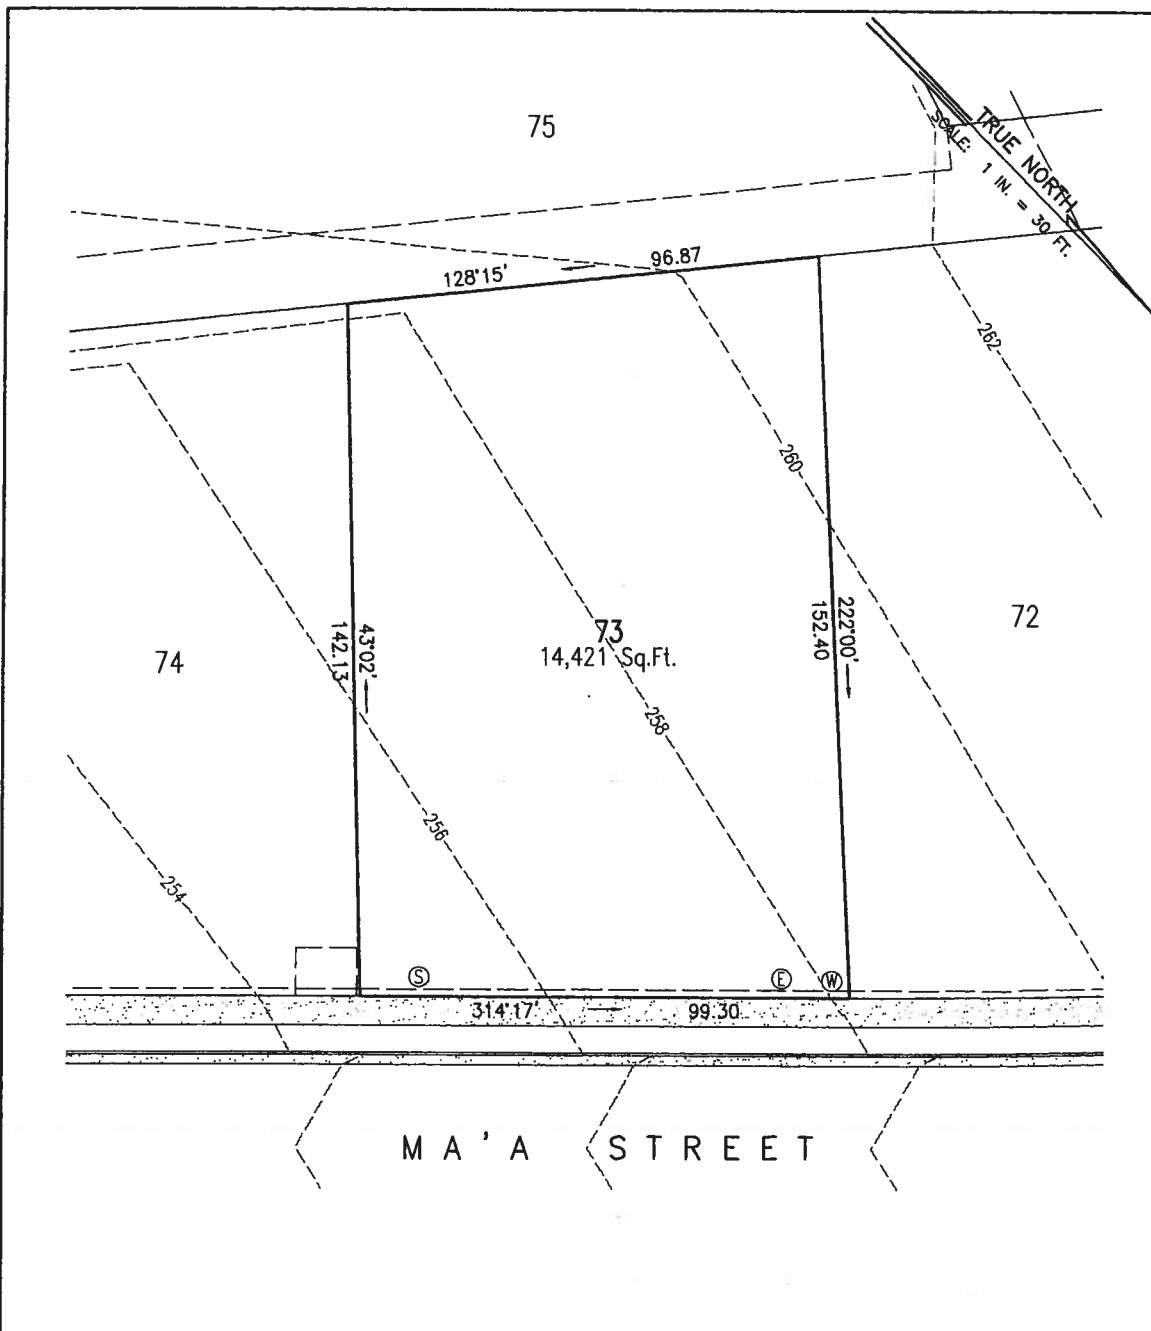 75
TRUE NORTH
SCALE: 1 IN. = 30 FT.
128°15'
96.87
262
260
43°02'
142.13
73
14,421 Sq.Ft.
222°00'
152.40
72
74
258
256
254
S
E
W
314°17'
99.30
MA'A STREET